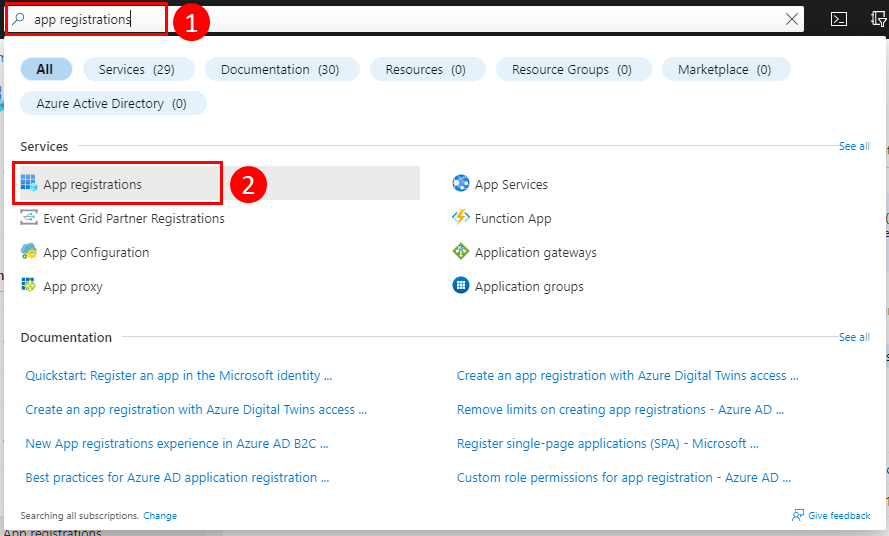 app registrations
1
All
Services (29)
Documentation (30)
Resources (0)
Resource Groups (0)
Marketplace (0)
Azure Active Directory (0)
Services
See all
App registrations
2
App Services
Event Grid Partner Registrations
Function App
App Configuration
Application gateways
App proxy
Application groups
Documentation
See all
Quickstart: Register an app in the Microsoft identity ...
Create an app registration with Azure Digital Twins access ...
Create an app registration with Azure Digital Twins access ...
Remove limits on creating app registrations - Azure AD ...
New App registrations experience in Azure AD B2C ...
Register single-page applications (SPA) - Microsoft ...
Best practices for Azure AD application registration ...
Custom role permissions for app registration - Azure AD ...
Searching all subscriptions. Change
Give feedback
App registrations